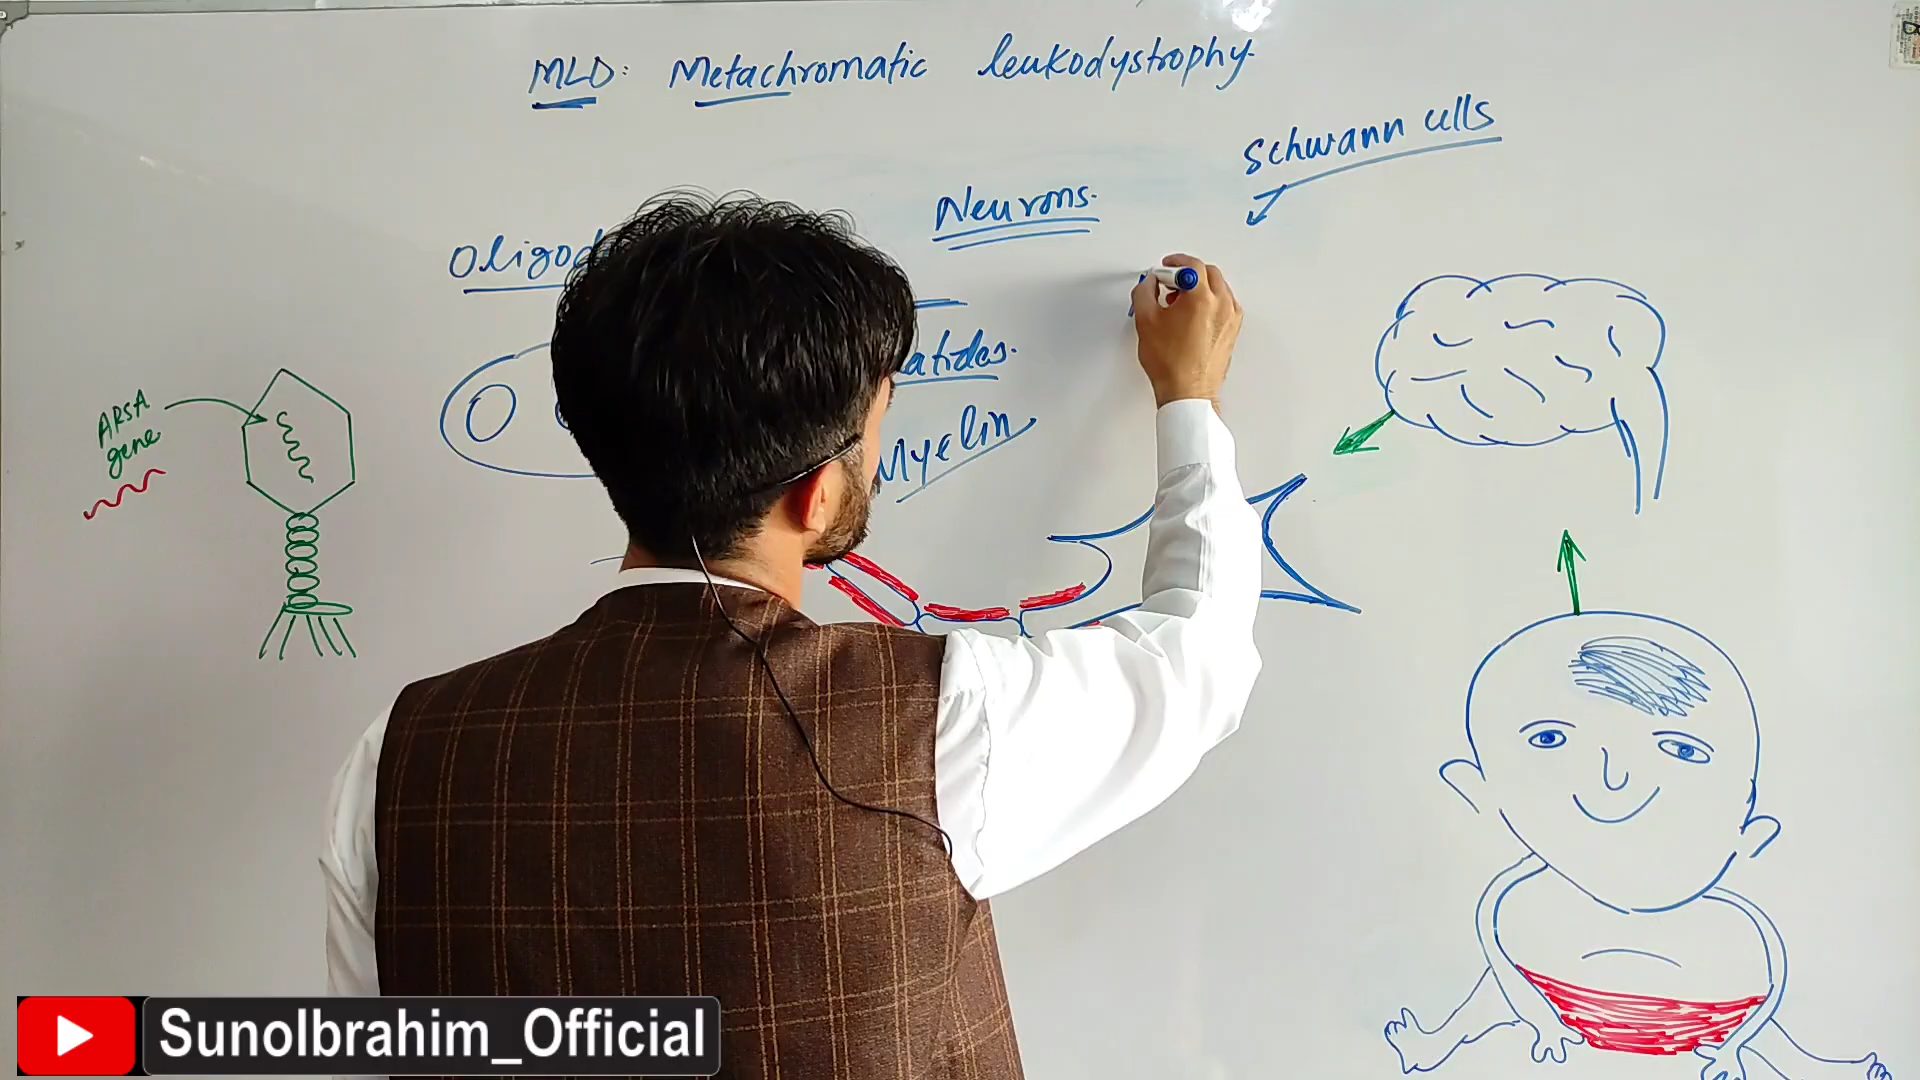 MLD: Metachromatic leukodystrophy.
Schwann cells
Neurons.
Myelin
ARSA
gene
SunoIbrahim_Official